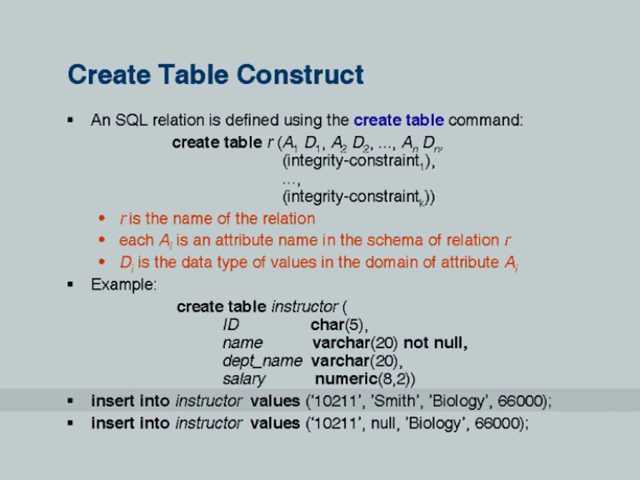 Create Table Construct
▪ An SQL relation is defined using the create table command:
create table r (A1 D1, A2 D2, ..., An Dn,
(integrity-constraint1),
...,
(integrity-constraintk))
• r is the name of the relation
• each Ai is an attribute name in the schema of relation r
• Di is the data type of values in the domain of attribute Ai
▪ Example:
create table instructor (
ID char(5),
name varchar(20) not null,
dept_name varchar(20),
salary numeric(8,2))
▪ insert into instructor values (‘10211’, ’Smith’, ’Biology’, 66000);
▪ insert into instructor values (‘10211’, null, ’Biology’, 66000);